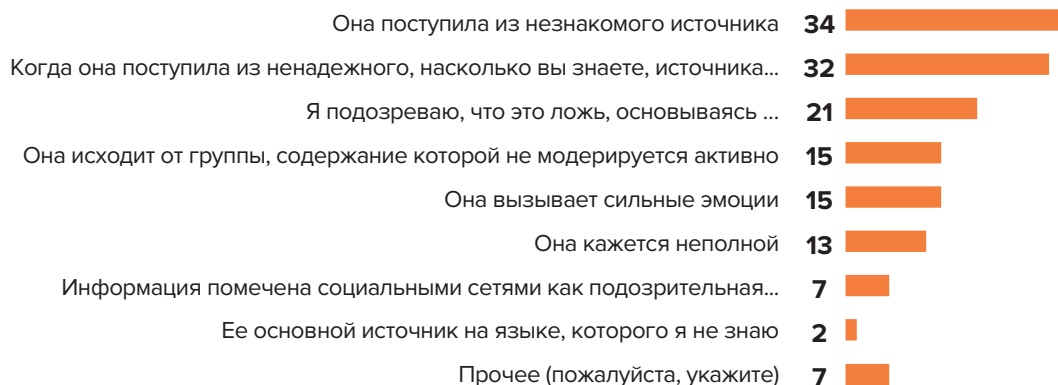 Она поступила из незнакомого источника 34
Когда она поступила из ненадежного, насколько вы знаете, источника... 32
Я подозреваю, что это ложь, основываясь ... 21
Она исходит от группы, содержание которой не модерируется активно 15
Она вызывает сильные эмоции 15
Она кажется неполной 13
Информация помечена социальными сетями как подозрительная... 7
Ее основной источник на языке, которого я не знаю 2
Прочее (пожалуйста, укажите) 7